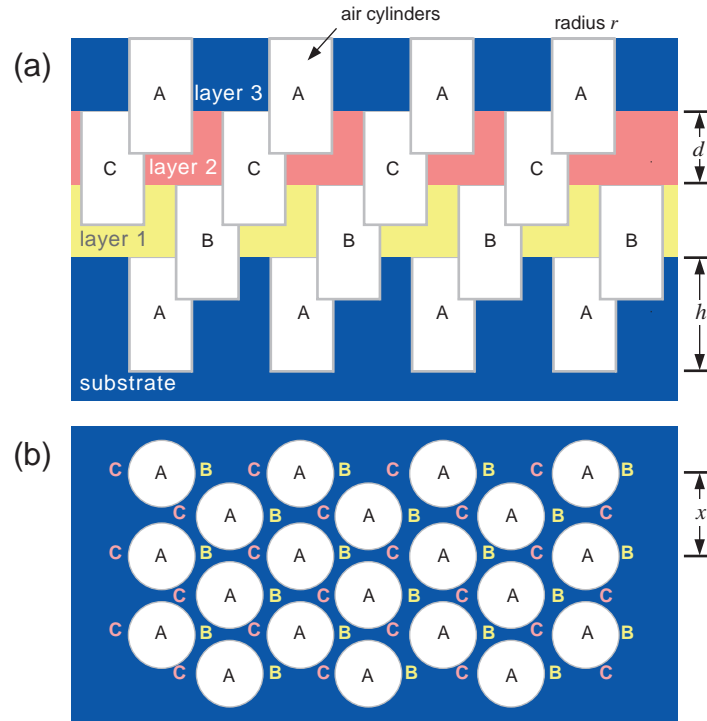 air cylinders
radius r
(a)
A A A A
layer 3
C C C C
layer 2
d
layer 1
B B B B
A A A A
h
substrate
(b)
C A B C A B C A B C A B
C A B C A B C A B C
C A B C A B C A B C A B
x
C A B C A B C A B C
C A B C A B C A B C A B
C A B C A B C A B C